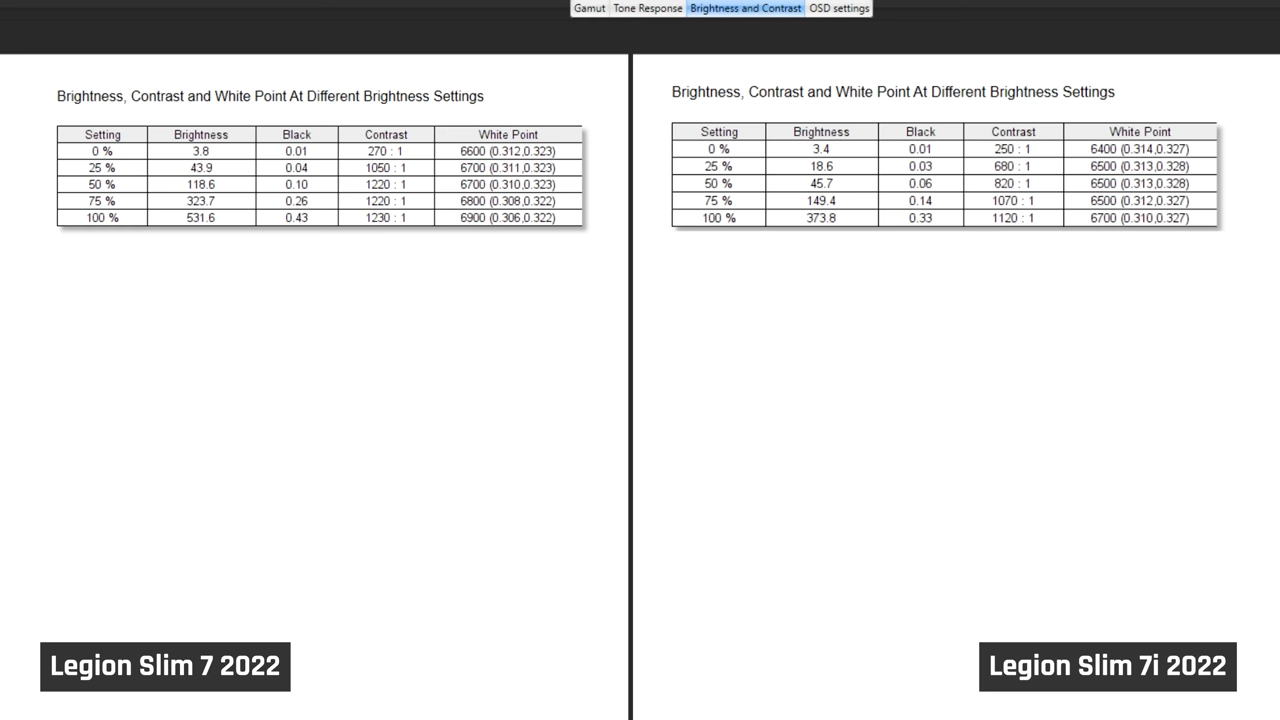 Gamut Tone Response Brightness and Contrast OSD settings
Brightness, Contrast and White Point At Different Brightness Settings
Setting Brightness Black Contrast White Point
0 % 3.8 0.01 270 : 1 6600 (0.312,0.323)
25 % 43.9 0.04 1050 : 1 6700 (0.311,0.323)
50 % 118.6 0.10 1220 : 1 6700 (0.310,0.323)
75 % 323.7 0.26 1220 : 1 6800 (0.308,0.322)
100 % 531.6 0.43 1230 : 1 6900 (0.306,0.322)
Legion Slim 7 2022
Brightness, Contrast and White Point At Different Brightness Settings
Setting Brightness Black Contrast White Point
0 % 3.4 0.01 250 : 1 6400 (0.314,0.327)
25 % 18.6 0.03 680 : 1 6500 (0.313,0.328)
50 % 45.7 0.06 820 : 1 6500 (0.313,0.328)
75 % 149.4 0.14 1070 : 1 6500 (0.312,0.327)
100 % 373.8 0.33 1120 : 1 6700 (0.310,0.327)
Legion Slim 7i 2022